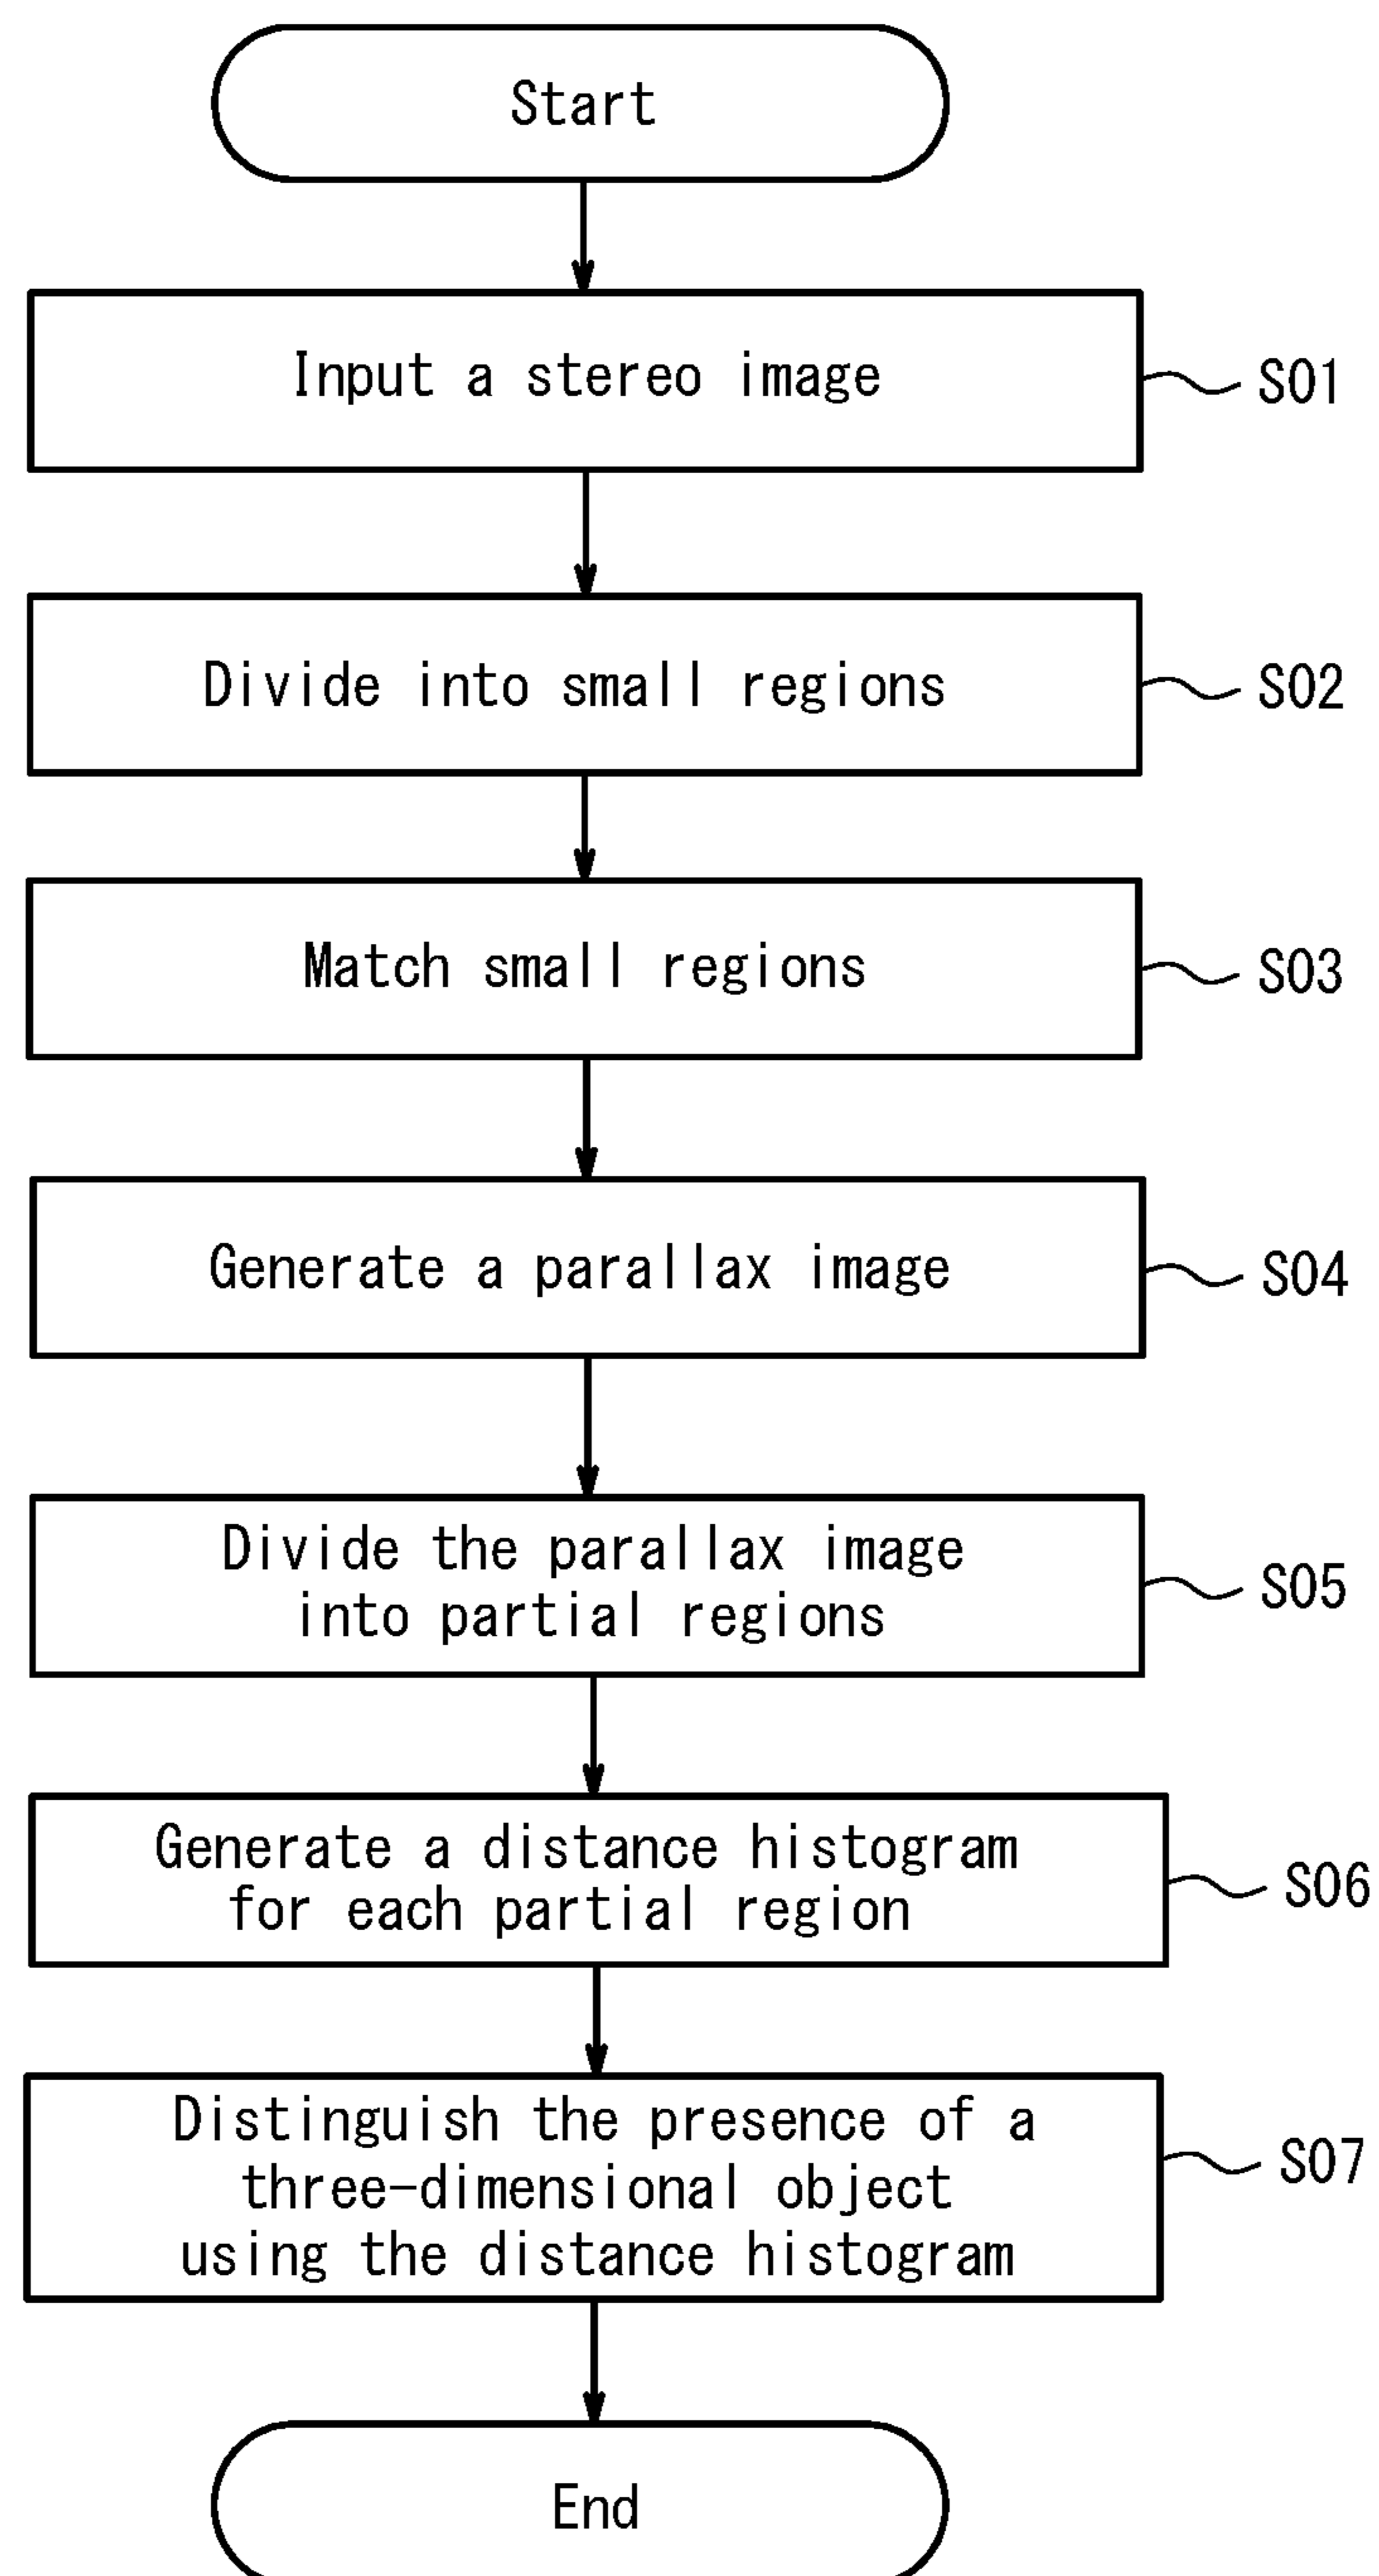 Start
Input a stereo image
S01
Divide into small regions
S02
Match small regions
S03
Generate a parallax image
S04
Divide the parallax image
into partial regions
S05
Generate a distance histogram
for each partial region
S06
Distinguish the presence of a
three-dimensional object
using the distance histogram
S07
End